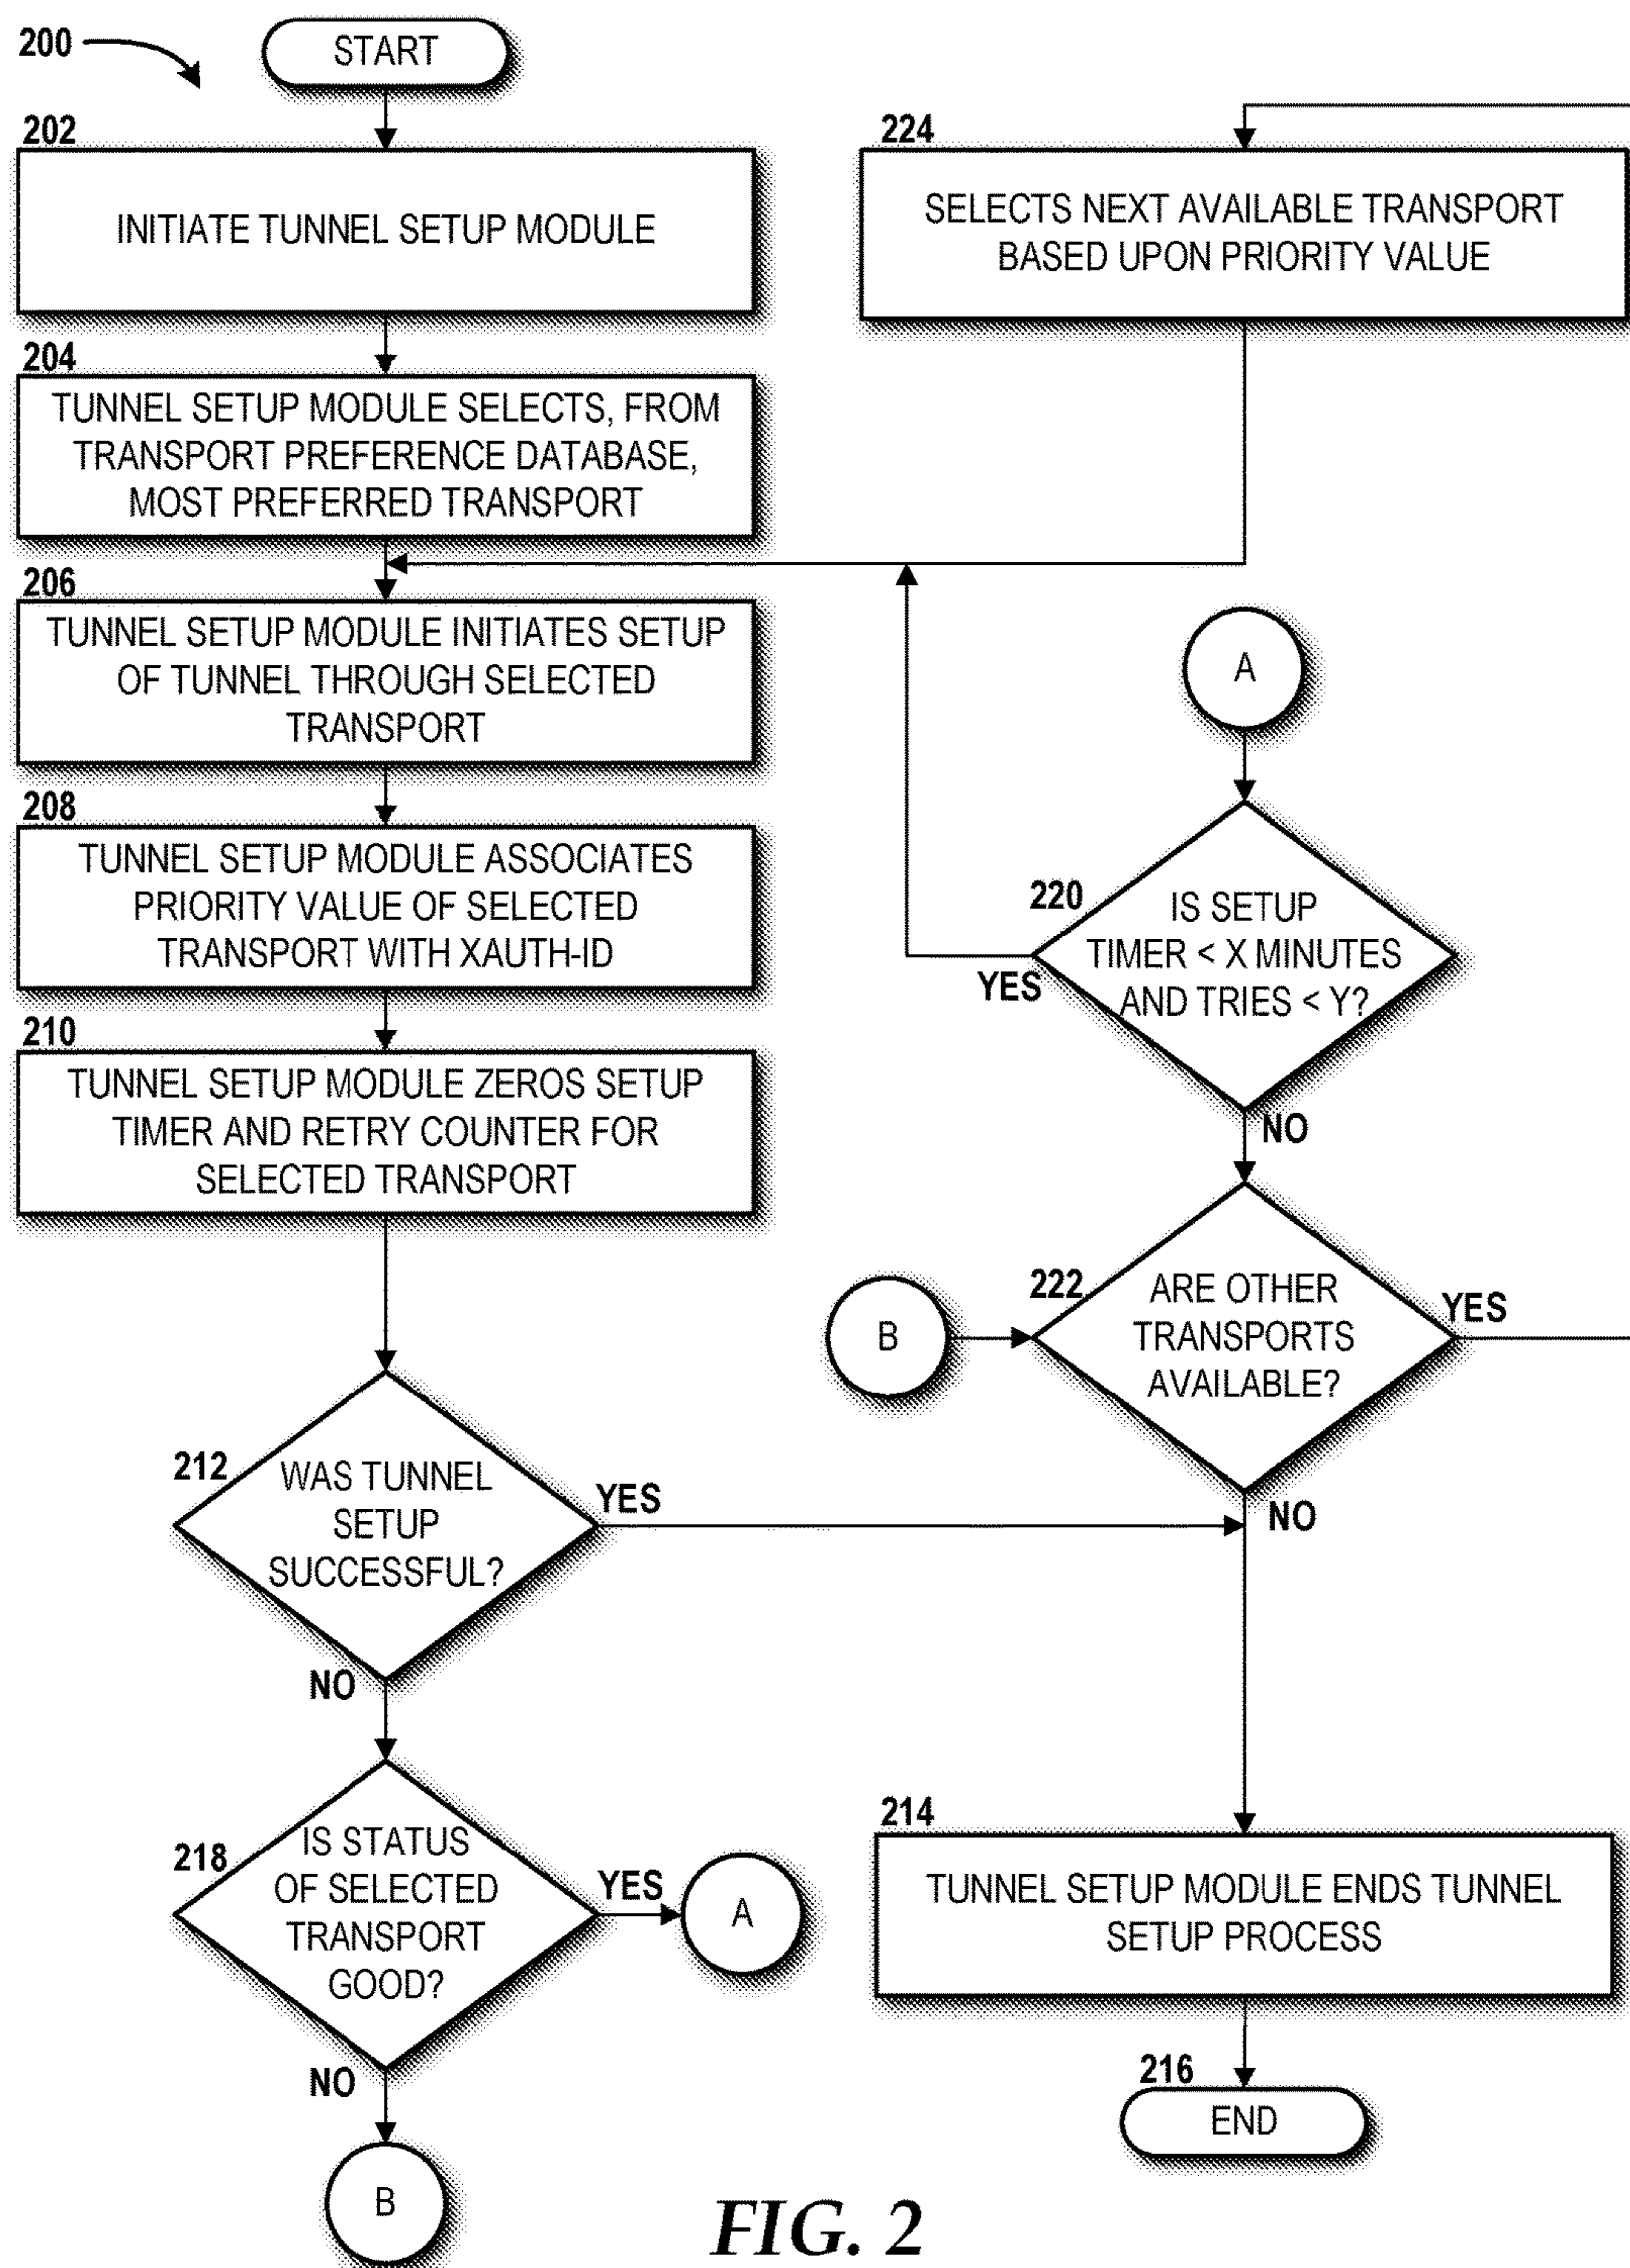 200
START
202
INITIATE TUNNEL SETUP MODULE
204
TUNNEL SETUP MODULE SELECTS, FROM
TRANSPORT PREFERENCE DATABASE,
MOST PREFERRED TRANSPORT
206
TUNNEL SETUP MODULE INITIATES SETUP
OF TUNNEL THROUGH SELECTED
TRANSPORT
208
TUNNEL SETUP MODULE ASSOCIATES
PRIORITY VALUE OF SELECTED
TRANSPORT WITH XAUTH-ID
210
TUNNEL SETUP MODULE ZEROS SETUP
TIMER AND RETRY COUNTER FOR
SELECTED TRANSPORT
212
WAS TUNNEL
SETUP
SUCCESSFUL?
YES
NO
218
IS STATUS
OF SELECTED
TRANSPORT
GOOD?
YES
A
NO
B
224
SELECTS NEXT AVAILABLE TRANSPORT
BASED UPON PRIORITY VALUE
A
220
IS SETUP
TIMER < X MINUTES
AND TRIES < Y?
YES
NO
B
222
ARE OTHER
TRANSPORTS
AVAILABLE?
YES
NO
214
TUNNEL SETUP MODULE ENDS TUNNEL
SETUP PROCESS
216
END
FIG. 2